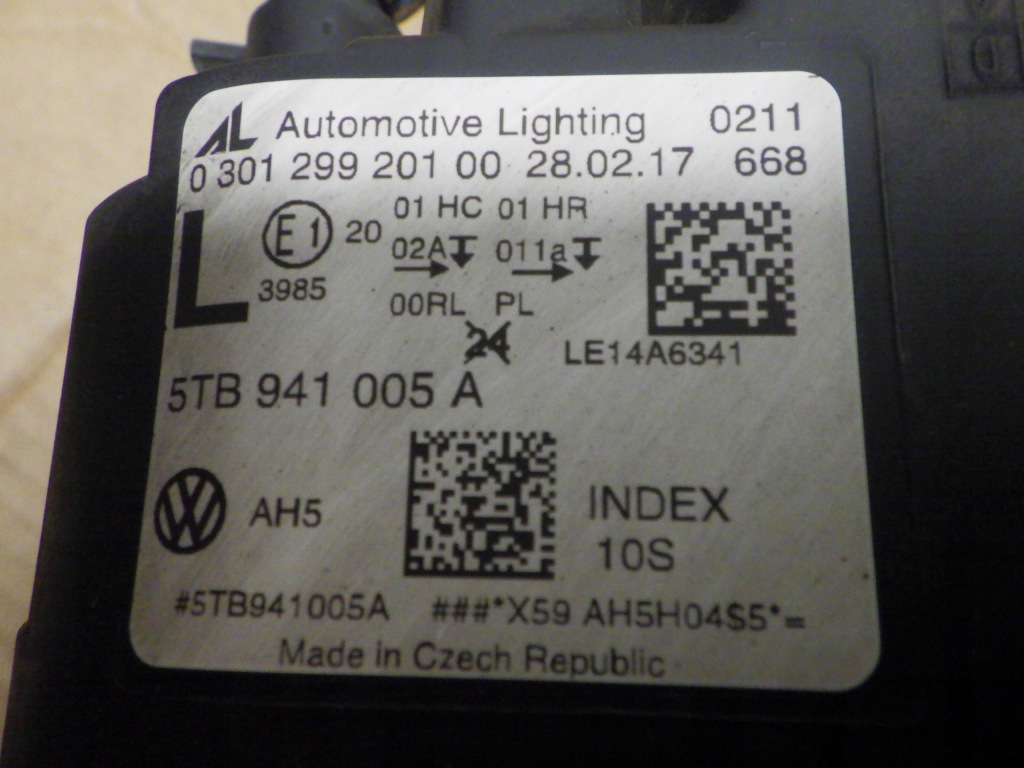 AL Automotive Lighting 0211
0 301 299 201 00 28.02.17 668
L E1 20 01 HC 01 HR
02A 011a
3985 00RL PL
24
LE14A6341
5TB 941 005 A
VW AH5 INDEX
10S
#5TB941005A ###*X59 AH5H04S5*=
Made in Czech Republic